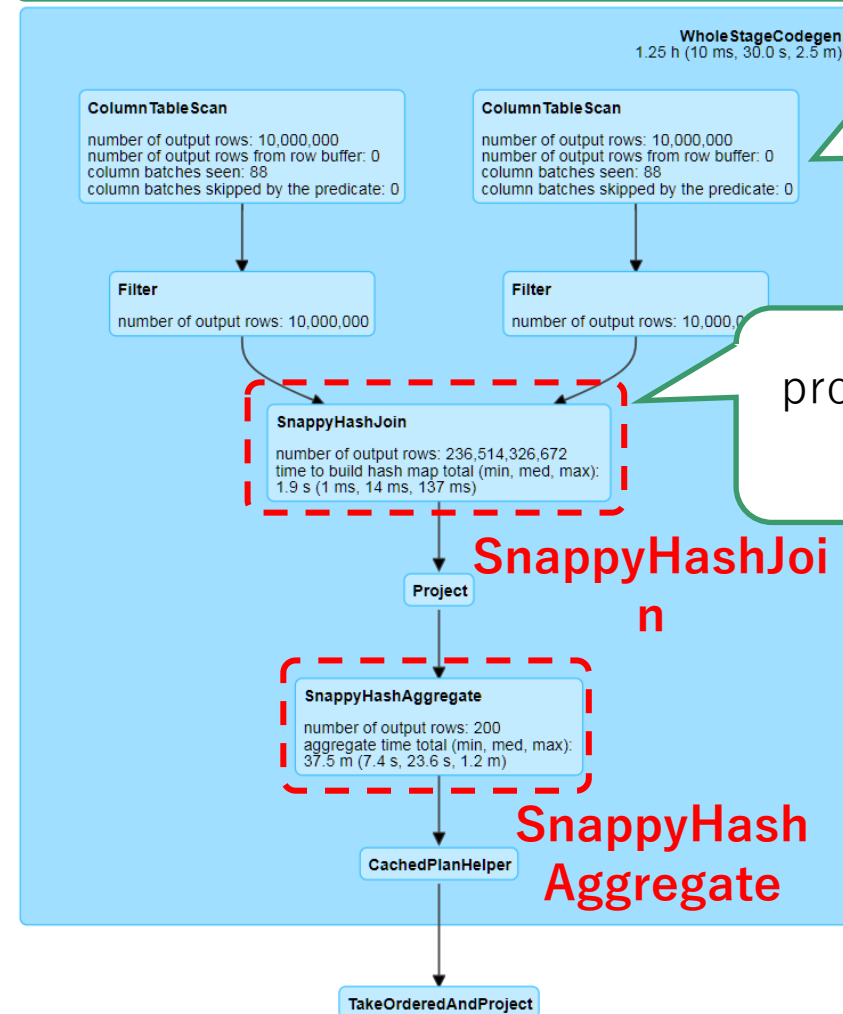 WholeStageCodegen
1.25 h (10 ms, 30.0 s, 2.5 m)
ColumnTableScan
number of output rows: 10,000,000
number of output rows from row buffer: 0
column batches seen: 88
column batches skipped by the predicate: 0
ColumnTableScan
number of output rows: 10,000,000
number of output rows from row buffer: 0
column batches seen: 88
column batches skipped by the predicate: 0
Filter
number of output rows: 10,000,000
Filter
number of output rows: 10,000,0
pro
SnappyHashJoin
number of output rows: 236,514,326,672
time to build hash map total (min, med, max):
1.9 s (1 ms, 14 ms, 137 ms)
SnappyHashJoi
n
Project
SnappyHashAggregate
number of output rows: 200
aggregate time total (min, med, max):
37.5 m (7.4 s, 23.6 s, 1.2 m)
SnappyHash
Aggregate
CachedPlanHelper
TakeOrderedAndProject